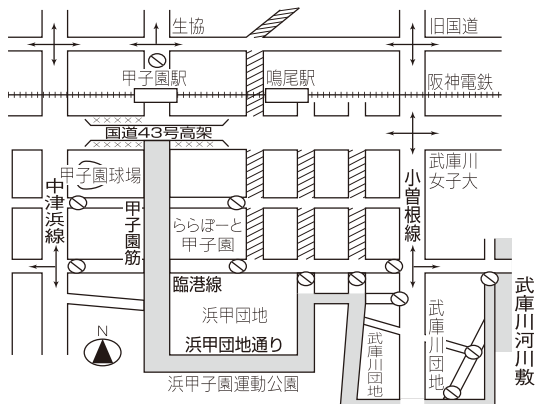 生協
旧国道
甲子園駅
鳴尾駅
阪神電鉄
国道43号高架
甲子園球場
武庫川
女子大
中津浜線
甲子園筋
ららぽーと
甲子園
小曽根線
臨港線
浜甲団地
浜甲団地通り
武庫川団地
武庫川団地
武庫川河川敷
浜甲子園運動公園
N